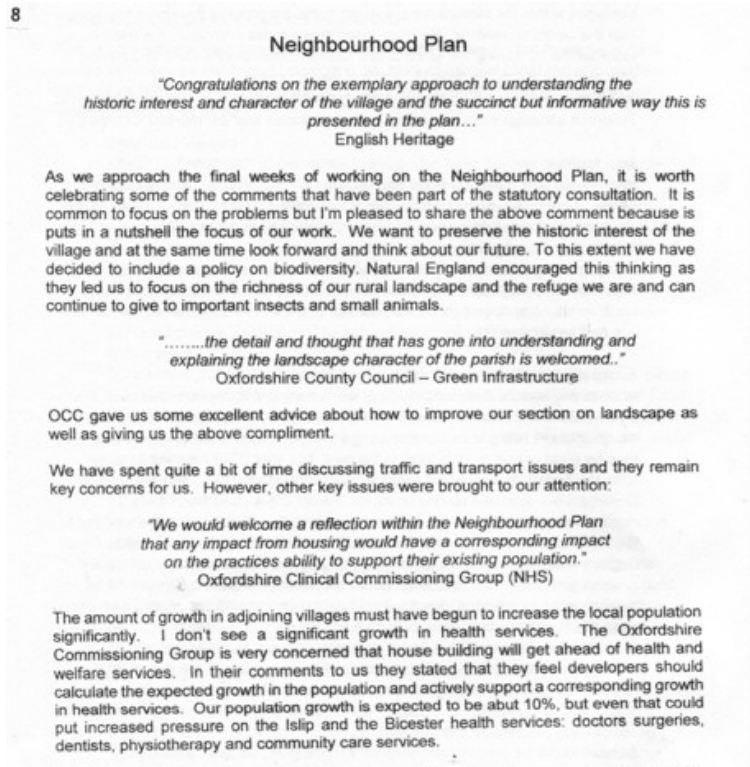 8
Neighbourhood Plan
"Congratulations on the exemplary approach to understanding the
historic interest and character of the village and the succinct but informative way this is
presented in the plan..."
English Heritage
As we approach the final weeks of working on the Neighbourhood Plan, it is worth
celebrating some of the comments that have been part of the statutory consultation. It is
common to focus on the problems but I'm pleased to share the above comment because is
puts in a nutshell the focus of our work. We want to preserve the historic interest of the
village and at the same time look forward and think about our future. To this extent we have
decided to include a policy on biodiversity. Natural England encouraged this thinking as
they led us to focus on the richness of our rural landscape and the refuge we are and can
continue to give to important insects and small animals.
"........the detail and thought that has gone into understanding and
explaining the landscape character of the parish is welcomed.."
Oxfordshire County Council – Green Infrastructure
OCC gave us some excellent advice about how to improve our section on landscape as
well as giving us the above compliment.
We have spent quite a bit of time discussing traffic and transport issues and they remain
key concerns for us. However, other key issues were brought to our attention:
"We would welcome a reflection within the Neighbourhood Plan
that any impact from housing would have a corresponding impact
on the practices ability to support their existing population."
Oxfordshire Clinical Commissioning Group (NHS)
The amount of growth in adjoining villages must have begun to increase the local population
significantly. I don't see a significant growth in health services. The Oxfordshire
Commissioning Group is very concerned that house building will get ahead of health and
welfare services. In their comments to us they stated that they feel developers should
calculate the expected growth in the population and actively support a corresponding growth
in health services. Our population growth is expected to be abut 10%, but even that could
put increased pressure on the Islip and the Bicester health services: doctors surgeries,
dentists, physiotherapy and community care services.